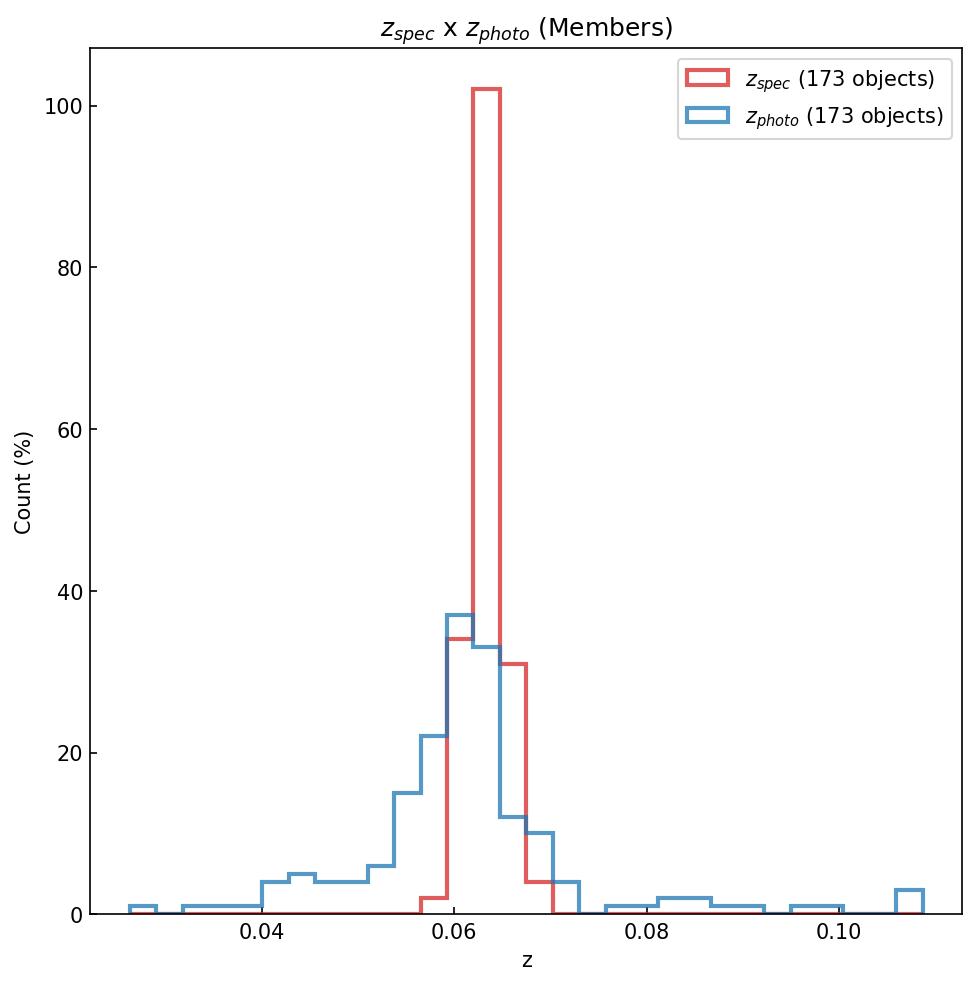 z_spec x z_photo (Members)
z_spec (173 objects)
z_photo (173 objects)
Count (%)
100
80
60
40
20
0
0.04 0.06 0.08 0.10
z